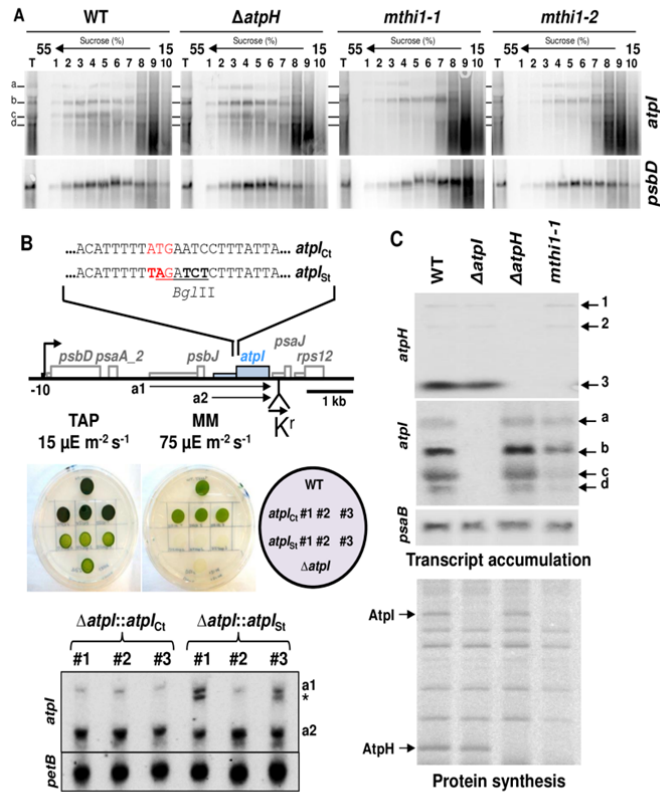 A
WT
ΔatpH
mthi1-1
mthi1-2
55 Sucrose (%) 15
55 Sucrose (%) 15
55 Sucrose (%) 15
55 Sucrose (%) 15
T 1 2 3 4 5 6 7 8 9 10
T 1 2 3 4 5 6 7 8 9 10
T 1 2 3 4 5 6 7 8 9 10
T 1 2 3 4 5 6 7 8 9 10
a
b
c
d
atpI
psbD
B
...ACATTTTTATGAATCCTTTATTA... atpICt
...ACATTTTTTAGATCTCTTTATTA... atpISt
BglII
psbD psaA_2 psbJ atpI psaJ rps12
-10
a1
a2
1 kb
Kr
TAP
15 µE m-2 s-1
MM
75 µE m-2 s-1
WT
atpICt #1 #2 #3
atpISt #1 #2 #3
ΔatpI
ΔatpI::atpICt ΔatpI::atpISt
#1 #2 #3 #1 #2 #3
atpI
a1
*
a2
petB
C
WT
ΔatpI
ΔatpH
mthi1-1
atpH
1
2
3
atpI
a
b
c
d
psaB
Transcript accumulation
AtpI
AtpH
Protein synthesis